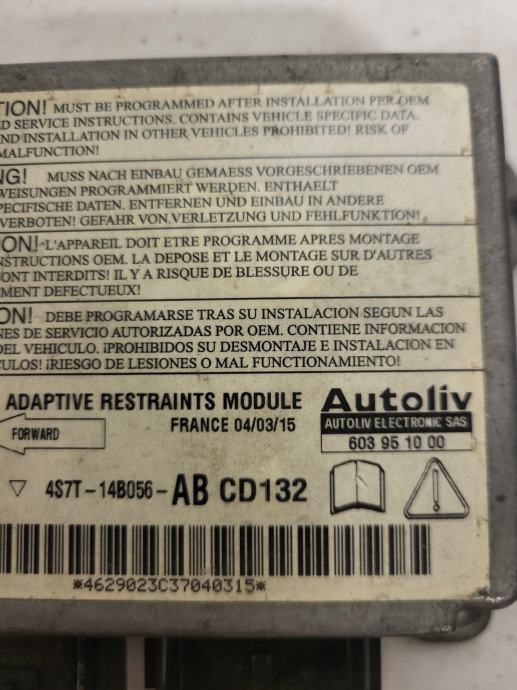 TION! MUST BE PROGRAMMED AFTER INSTALLATION PER OEM
D SERVICE INSTRUCTIONS. CONTAINS VEHICLE SPECIFIC DATA.
AND INSTALLATION IN OTHER VEHICLES PROHIBITED! RISK OF
MALFUNCTION!
NG! MUSS NACH EINBAU GEMAESS VORGESCHRIEBENEN OEM
WEISUNGEN PROGRAMMIERT WERDEN. ENTHAELT
PEZIFISCHE DATEN. ENTFERNEN UND EINBAU IN ANDERE
VERBOTEN! GEFAHR VON VERLETZUNG UND FEHLFUNKTION!
ON! L'APPAREIL DOIT ETRE PROGRAMME APRES MONTAGE
NSTRUCTIONS OEM. LA DEPOSE ET LE MONTAGE SUR D'AUTRES
ONT INTERDITS! IL Y A RISQUE DE BLESSURE OU DE
EMENT DEFECTUEUX!
ON! DEBE PROGRAMARSE TRAS SU INSTALACION SEGUN LAS
NES DE SERVICIO AUTORIZADAS POR OEM. CONTIENE INFORMACION
DEL VEHICULO. ¡PROHIBIDOS SU DESMONTAJE E INSTALACION EN
CULOS! ¡RIESGO DE LESIONES O MAL FUNCTIONAMIENTO!
ADAPTIVE RESTRAINTS MODULE
FRANCE 04/03/15
Autoliv
AUTOLIV ELECTRONIC SAS
603 95 10 00
FORWARD
4S7T-14B056-AB CD132
*4629023C37040315*